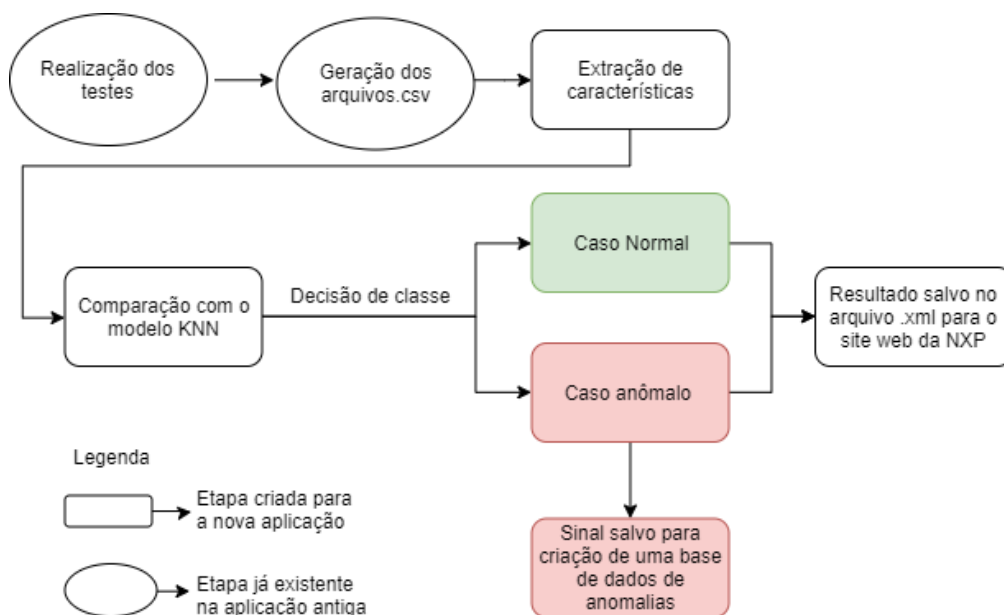 Realização dos
testes
Geração dos
arquivos.csv
Extração de
características
Comparação com o
modelo KNN
Decisão de classe
Caso Normal
Caso anômalo
Resultado salvo no
arquivo .xml para o
site web da NXP
Sinal salvo para
criação de uma base
de dados de
anomalias
Legenda
Etapa criada para
a nova aplicação
Etapa já existente
na aplicação antiga